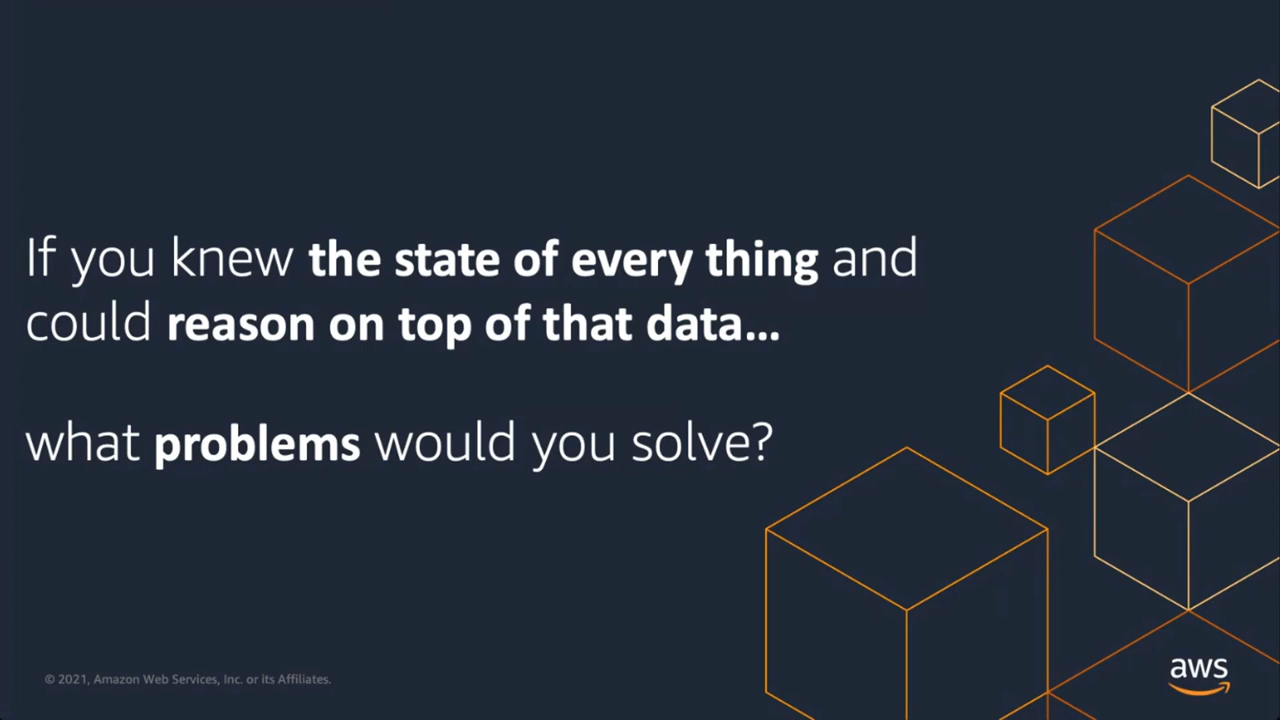 If you knew the state of every thing and
could reason on top of that data...
what problems would you solve?
© 2021, Amazon Web Services, Inc. or its Affiliates.
aws